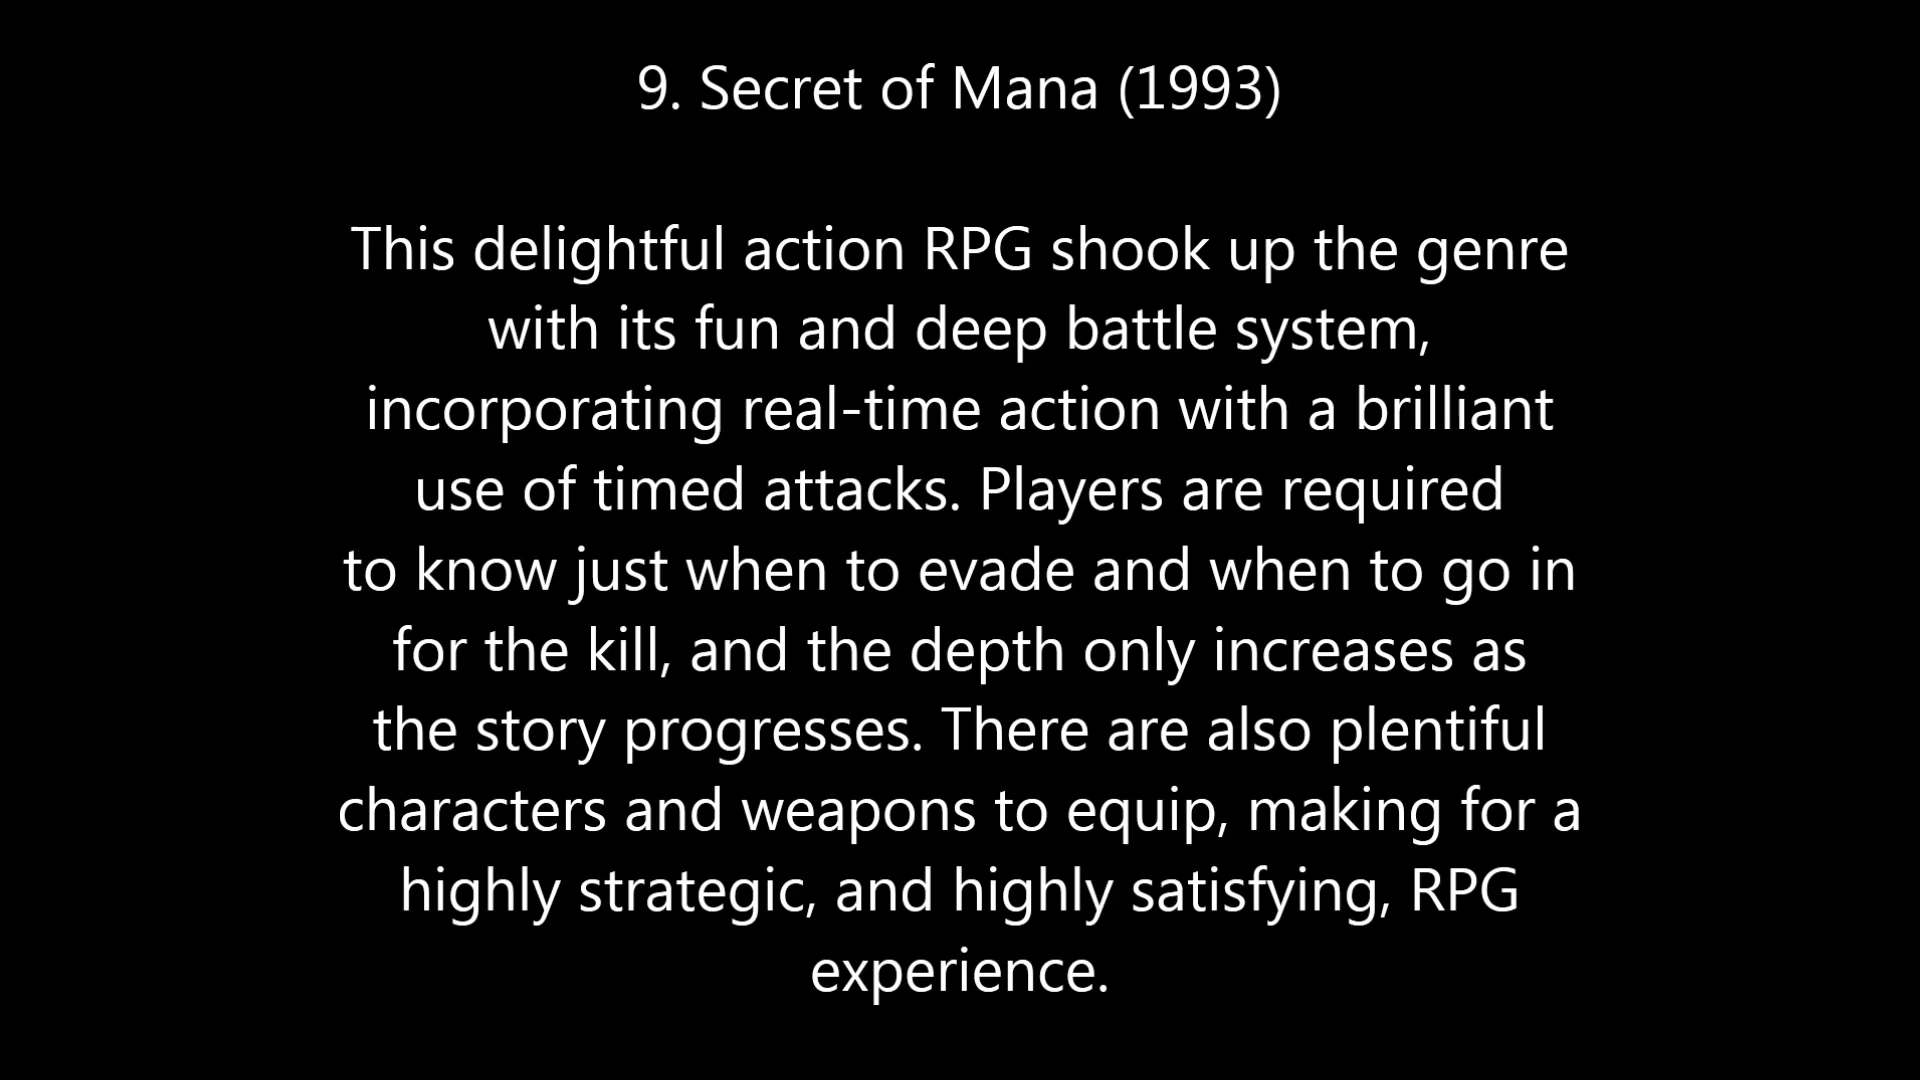 9. Secret of Mana (1993)
This delightful action RPG shook up the genre
with its fun and deep battle system,
incorporating real-time action with a brilliant
use of timed attacks. Players are required
to know just when to evade and when to go in
for the kill, and the depth only increases as
the story progresses. There are also plentiful
characters and weapons to equip, making for a
highly strategic, and highly satisfying, RPG
experience.